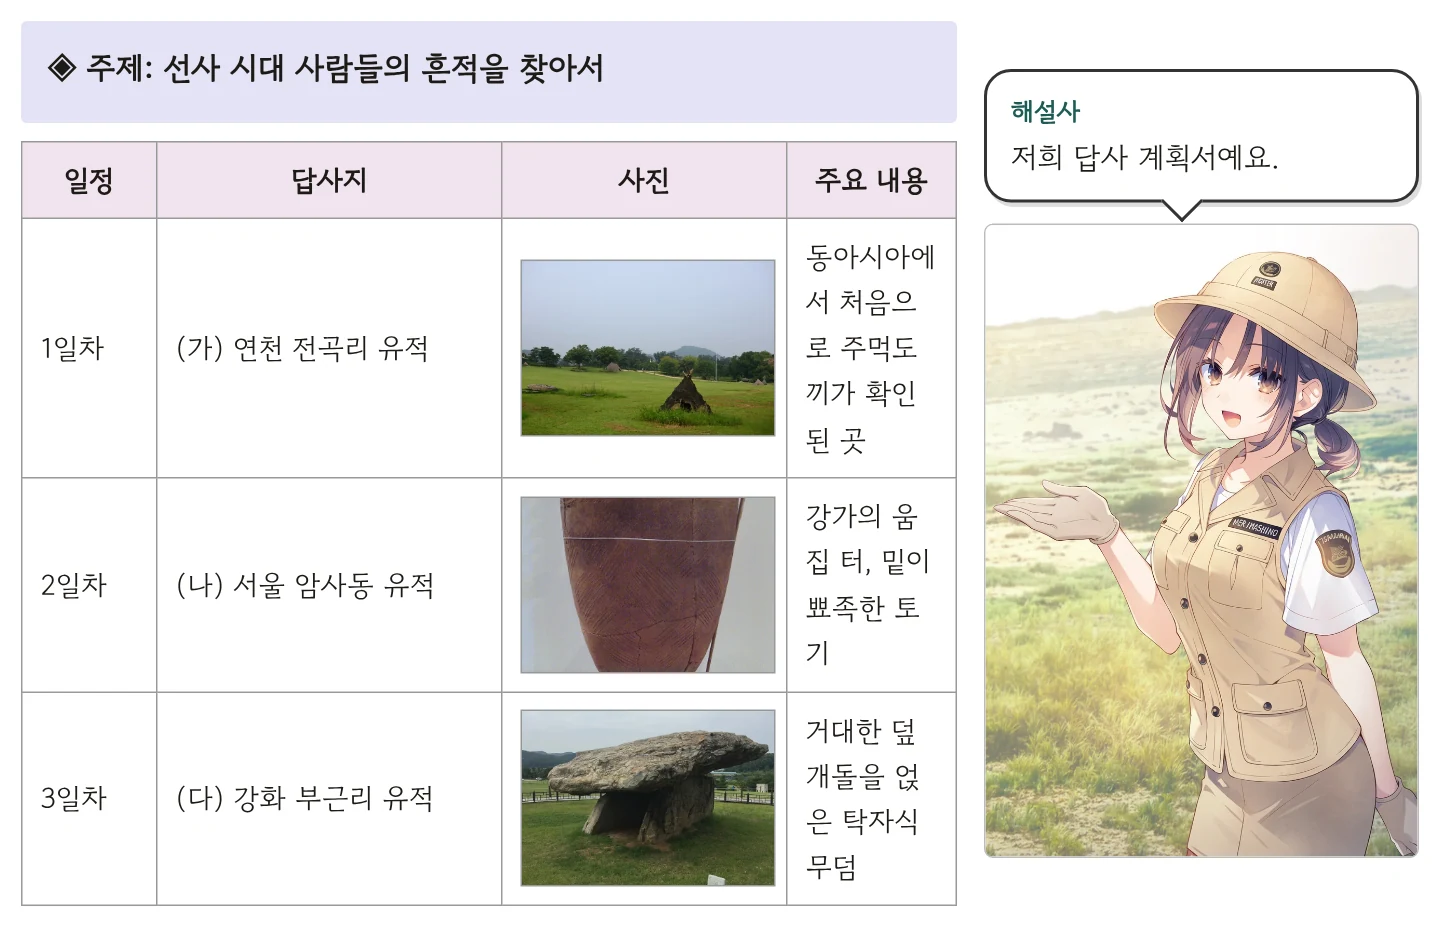 ◈ 주제: 선사 시대 사람들의 흔적을 찾아서
해설사
저희 답사 계획서예요.
일정 답사지 사진 주요 내용
1일차 (가) 연천 전곡리 유적
동아시아에
서 처음으
로 주먹도
끼가 확인
된 곳
2일차 (나) 서울 암사동 유적
강가의 움
집 터, 밑이
뾰족한 토
기
3일차 (다) 강화 부근리 유적
거대한 덮
개돌을 얹
은 탁자식
무덤